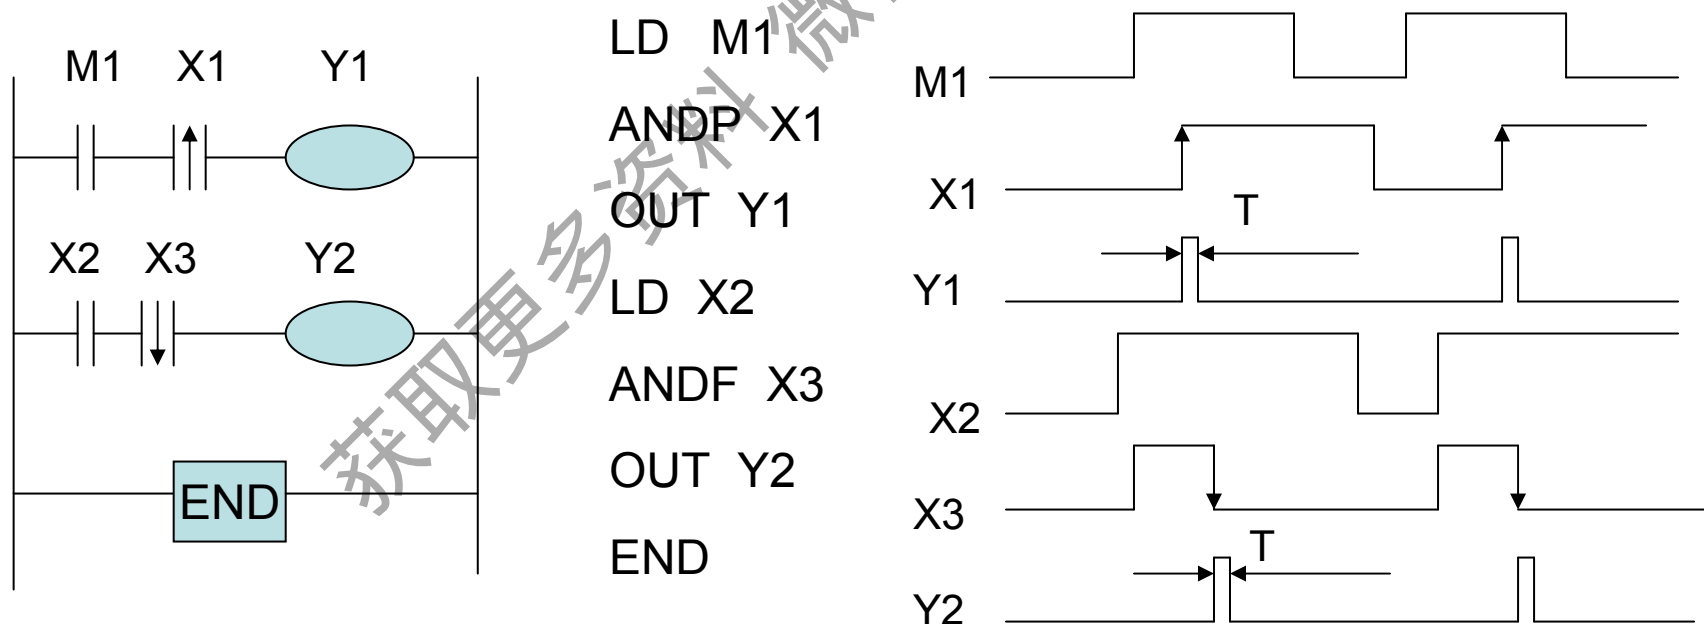 M1 X1 Y1
X2 X3 Y2
END
LD M1
ANDP X1
OUT Y1
LD X2
ANDF X3
OUT Y2
END
M1
X1
T
Y1
X2
X3
T
Y2
获取更多资料 微